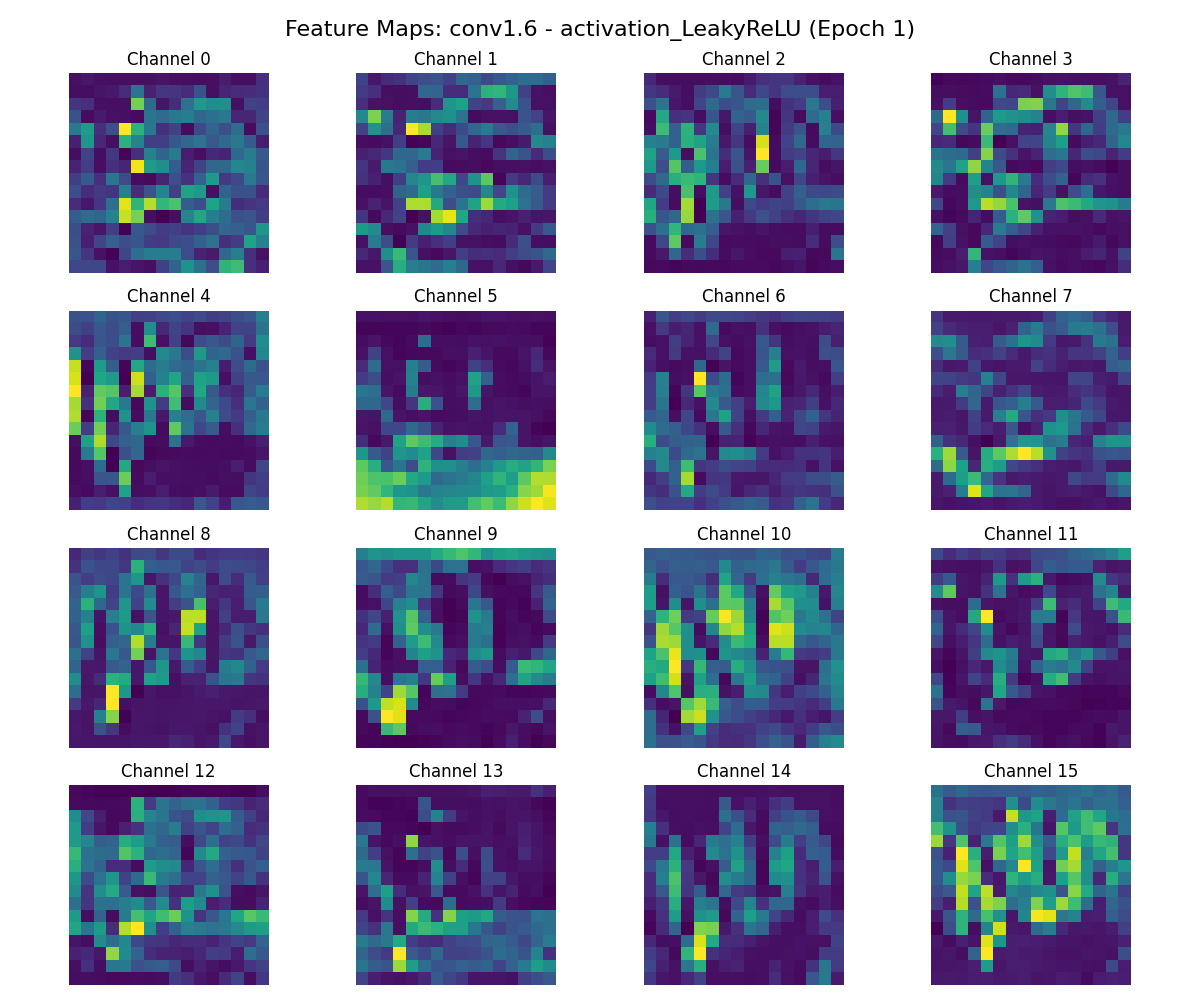 Feature Maps: conv1.6 - activation_LeakyReLU (Epoch 1)
Channel 0 Channel 1 Channel 2 Channel 3
Channel 4 Channel 5 Channel 6 Channel 7
Channel 8 Channel 9 Channel 10 Channel 11
Channel 12 Channel 13 Channel 14 Channel 15